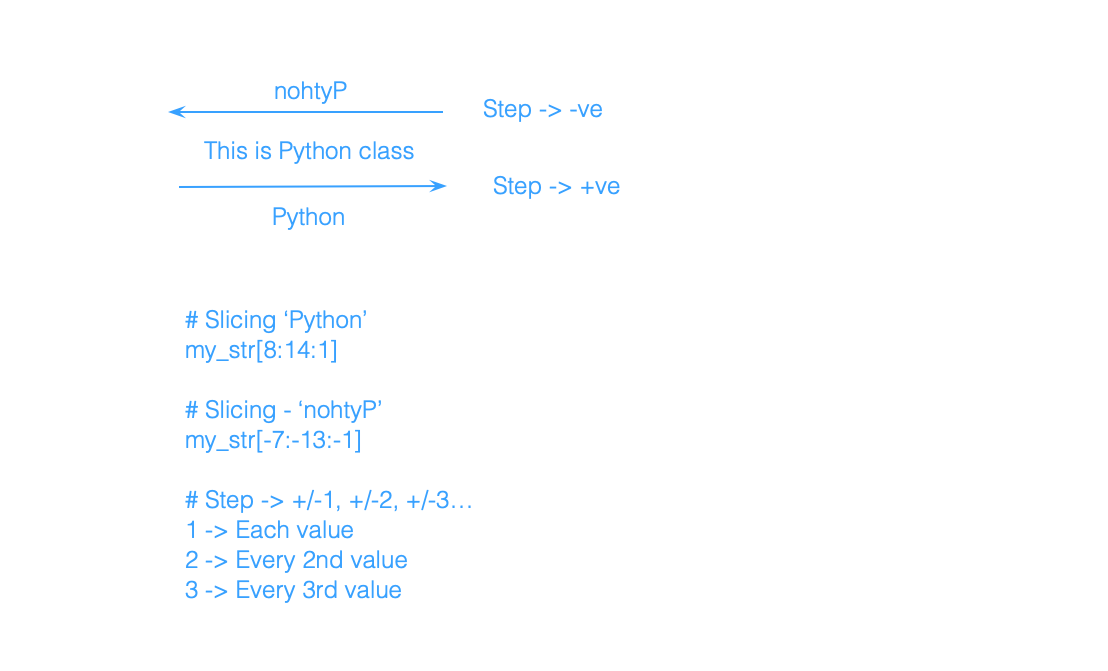 nohtyP
Step -> -ve
This is Python class
Step -> +ve
Python
# Slicing ‘Python’
my_str[8:14:1]
# Slicing - ‘nohtyP’
my_str[-7:-13:-1]
# Step -> +/-1, +/-2, +/-3…
1 -> Each value
2 -> Every 2nd value
3 -> Every 3rd value